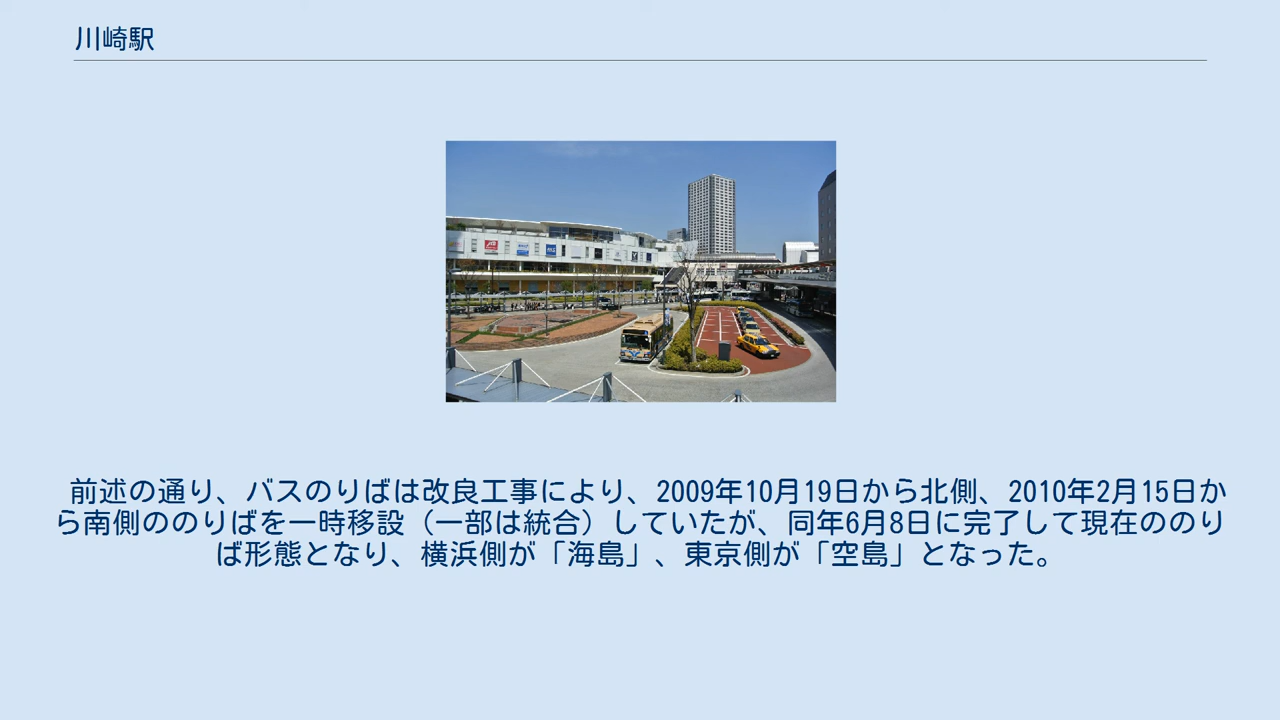 川崎駅
前述の通り、バスのりばは改良工事により、2009年10月19日から北側、2010年2月15日か
ら南側ののりばを一時移設（一部は統合）していたが、同年6月8日に完了して現在ののり
ば形態となり、横浜側が「海島」、東京側が「空島」となった。